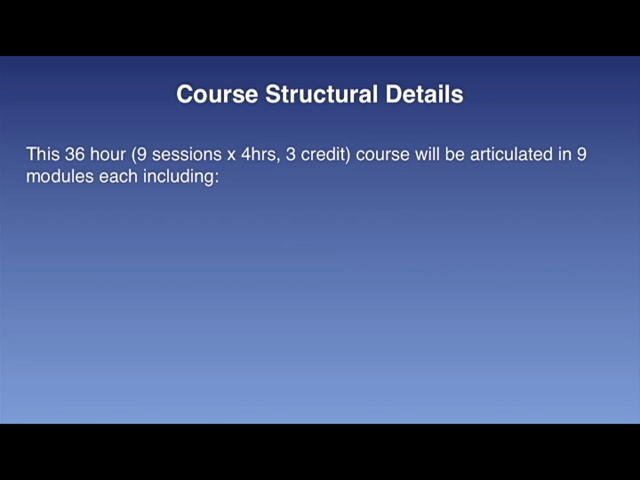 Course Structural Details
This 36 hour (9 sessions x 4hrs, 3 credit) course will be articulated in 9
modules each including: